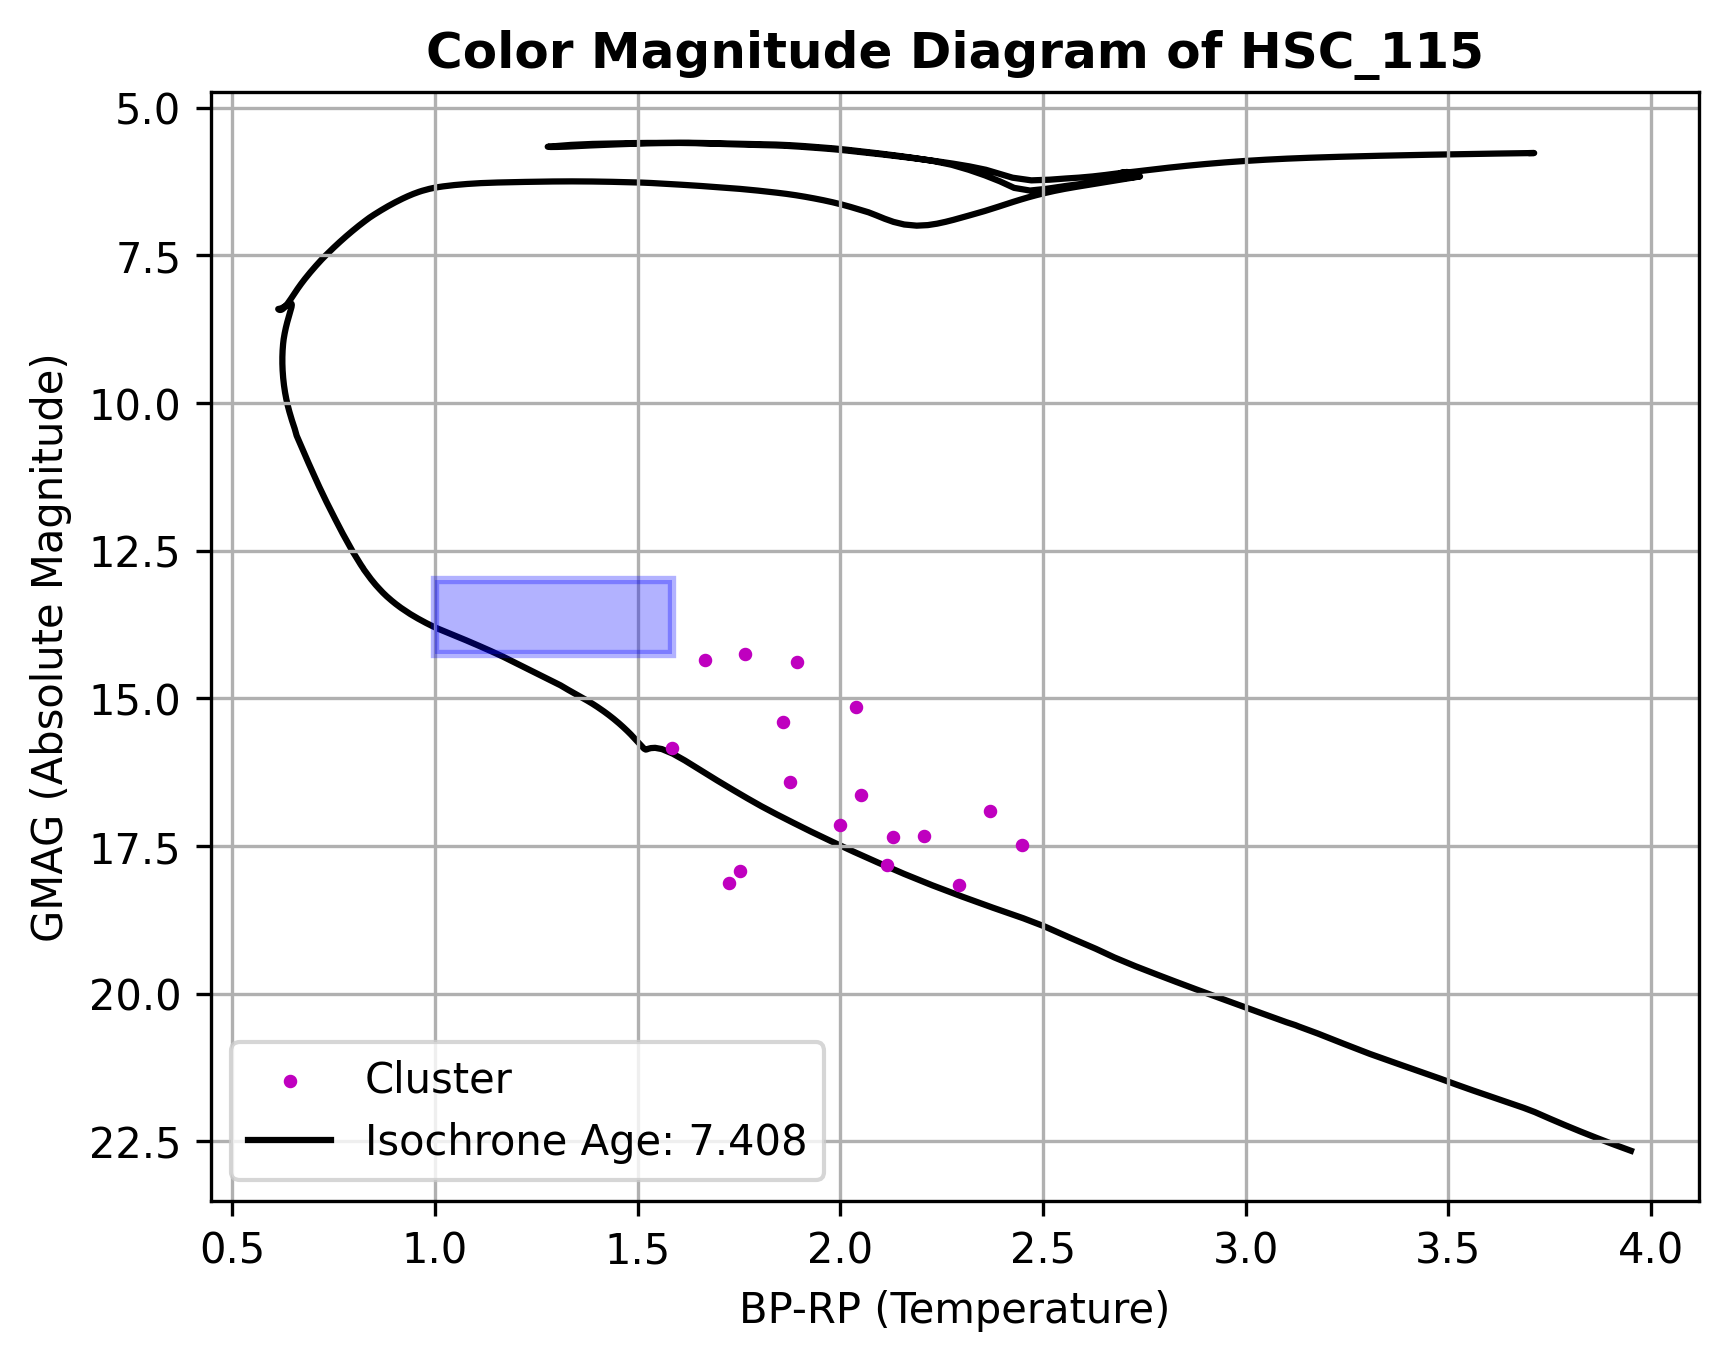 Color Magnitude Diagram of HSC_115
GMAG (Absolute Magnitude)
5.0
7.5
10.0
12.5
15.0
17.5
20.0
22.5
Cluster
Isochrone Age: 7.408
0.5 1.0 1.5 2.0 2.5 3.0 3.5 4.0
BP-RP (Temperature)